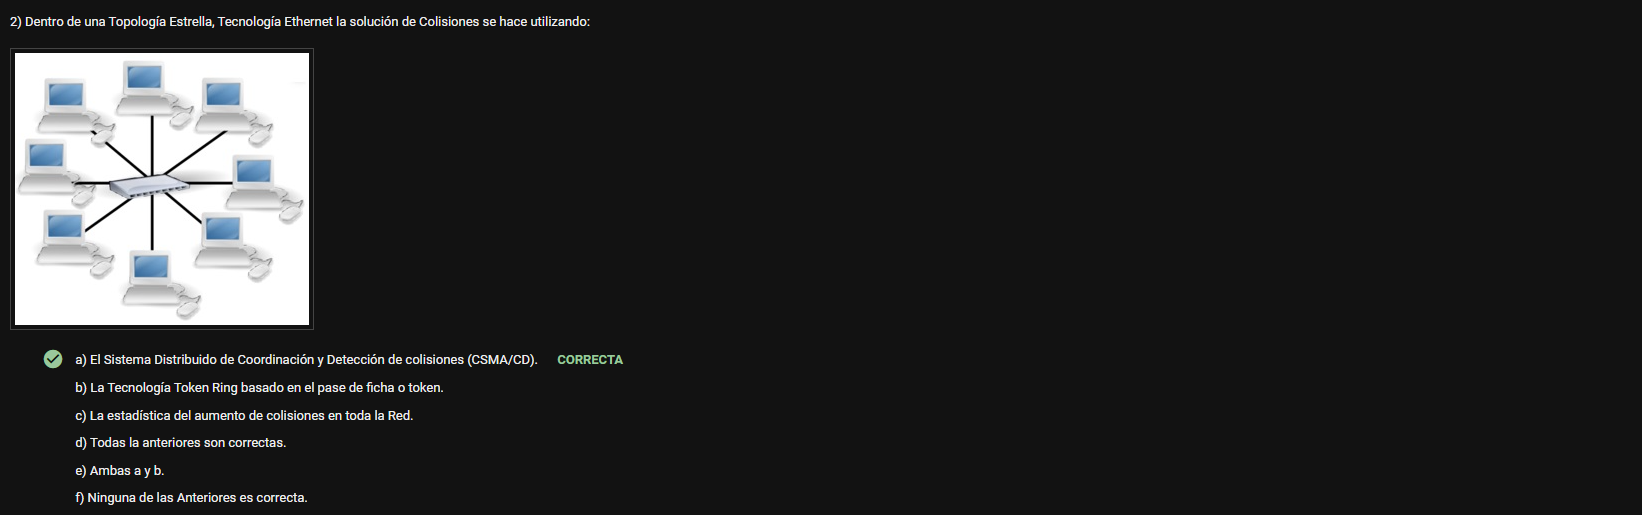 2) Dentro de una Topología Estrella, Tecnología Ethernet la solución de Colisiones se hace utilizando:
a) El Sistema Distribuido de Coordinación y Detección de colisiones (CSMA/CD). CORRECTA
b) La Tecnología Token Ring basado en el pase de ficha o token.
c) La estadística del aumento de colisiones en toda la Red.
d) Todas la anteriores son correctas.
e) Ambas a y b.
f) Ninguna de las Anteriores es correcta.